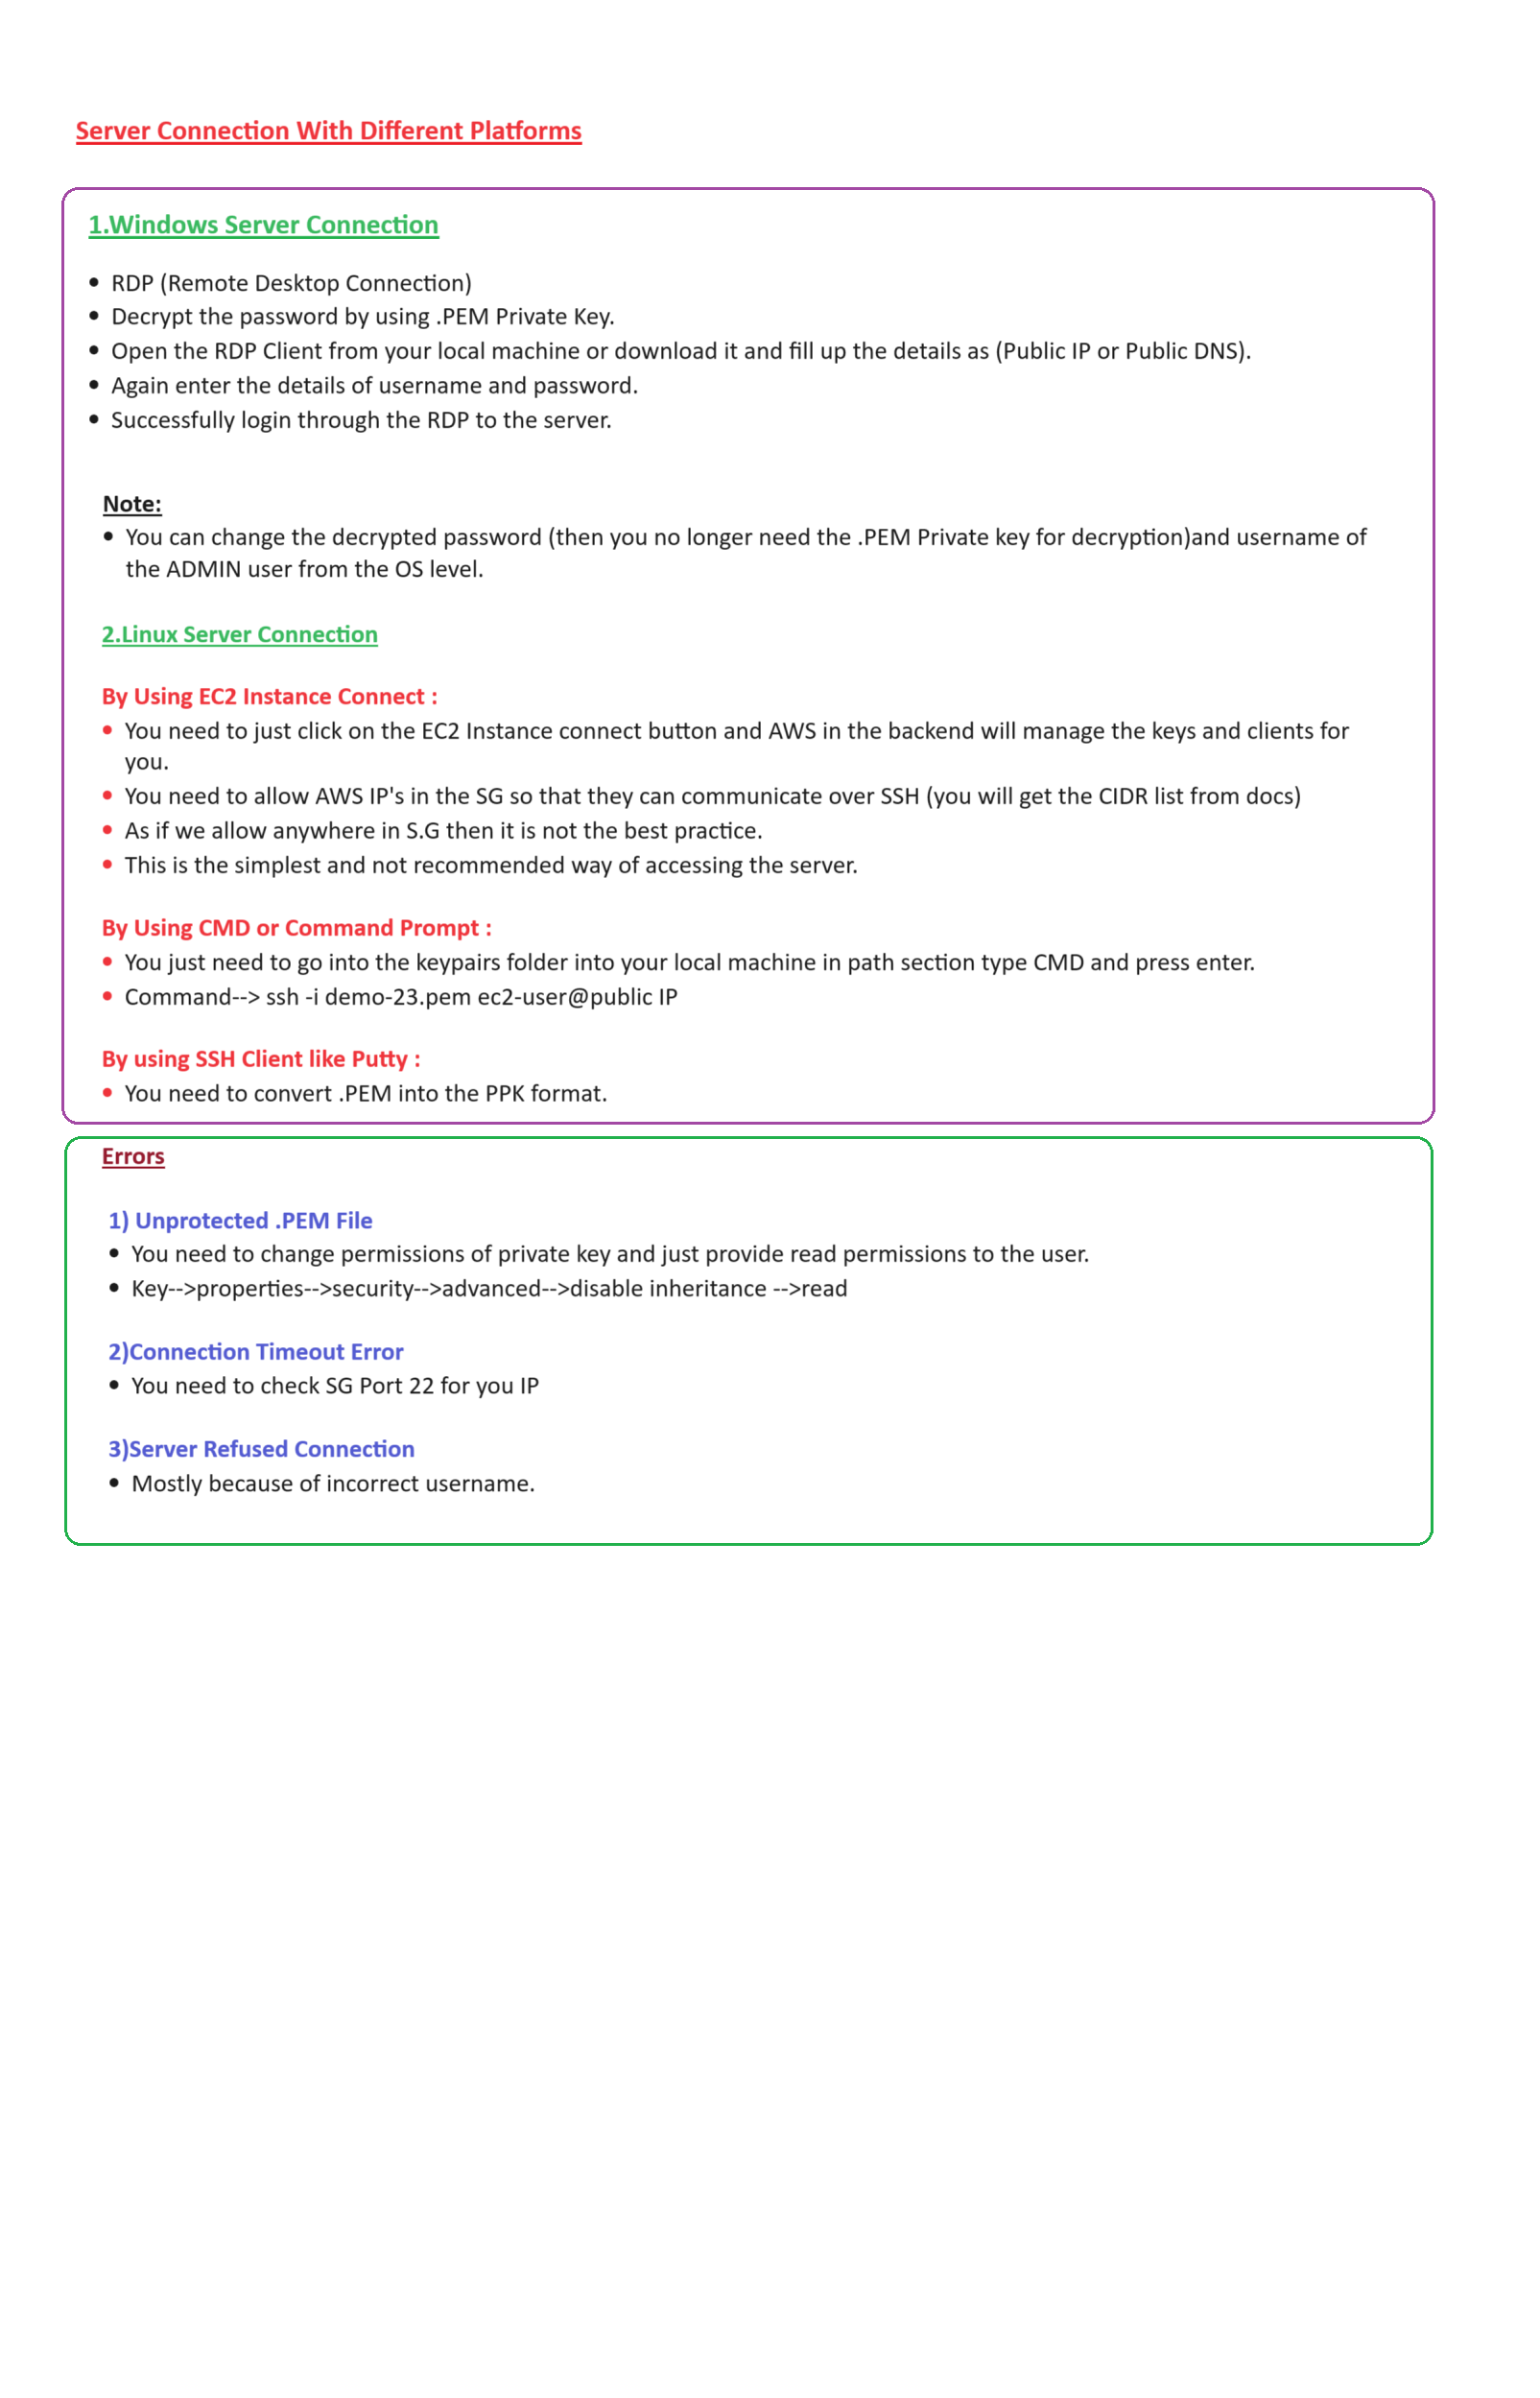 Server Connection With Different Platforms
1.Windows Server Connection
• RDP (Remote Desktop Connection)
• Decrypt the password by using .PEM Private Key.
• Open the RDP Client from your local machine or download it and fill up the details as (Public IP or Public DNS).
• Again enter the details of username and password.
• Successfully login through the RDP to the server.
Note:
• You can change the decrypted password (then you no longer need the .PEM Private key for decryption)and username of
the ADMIN user from the OS level.
2.Linux Server Connection
By Using EC2 Instance Connect :
• You need to just click on the EC2 Instance connect button and AWS in the backend will manage the keys and clients for
you.
• You need to allow AWS IP's in the SG so that they can communicate over SSH (you will get the CIDR list from docs)
• As if we allow anywhere in S.G then it is not the best practice.
• This is the simplest and not recommended way of accessing the server.
By Using CMD or Command Prompt :
• You just need to go into the keypairs folder into your local machine in path section type CMD and press enter.
• Command--> ssh -i demo-23.pem ec2-user@public IP
By using SSH Client like Putty :
• You need to convert .PEM into the PPK format.
Errors
1) Unprotected .PEM File
• You need to change permissions of private key and just provide read permissions to the user.
• Key-->properties-->security-->advanced-->disable inheritance -->read
2)Connection Timeout Error
• You need to check SG Port 22 for you IP
3)Server Refused Connection
• Mostly because of incorrect username.